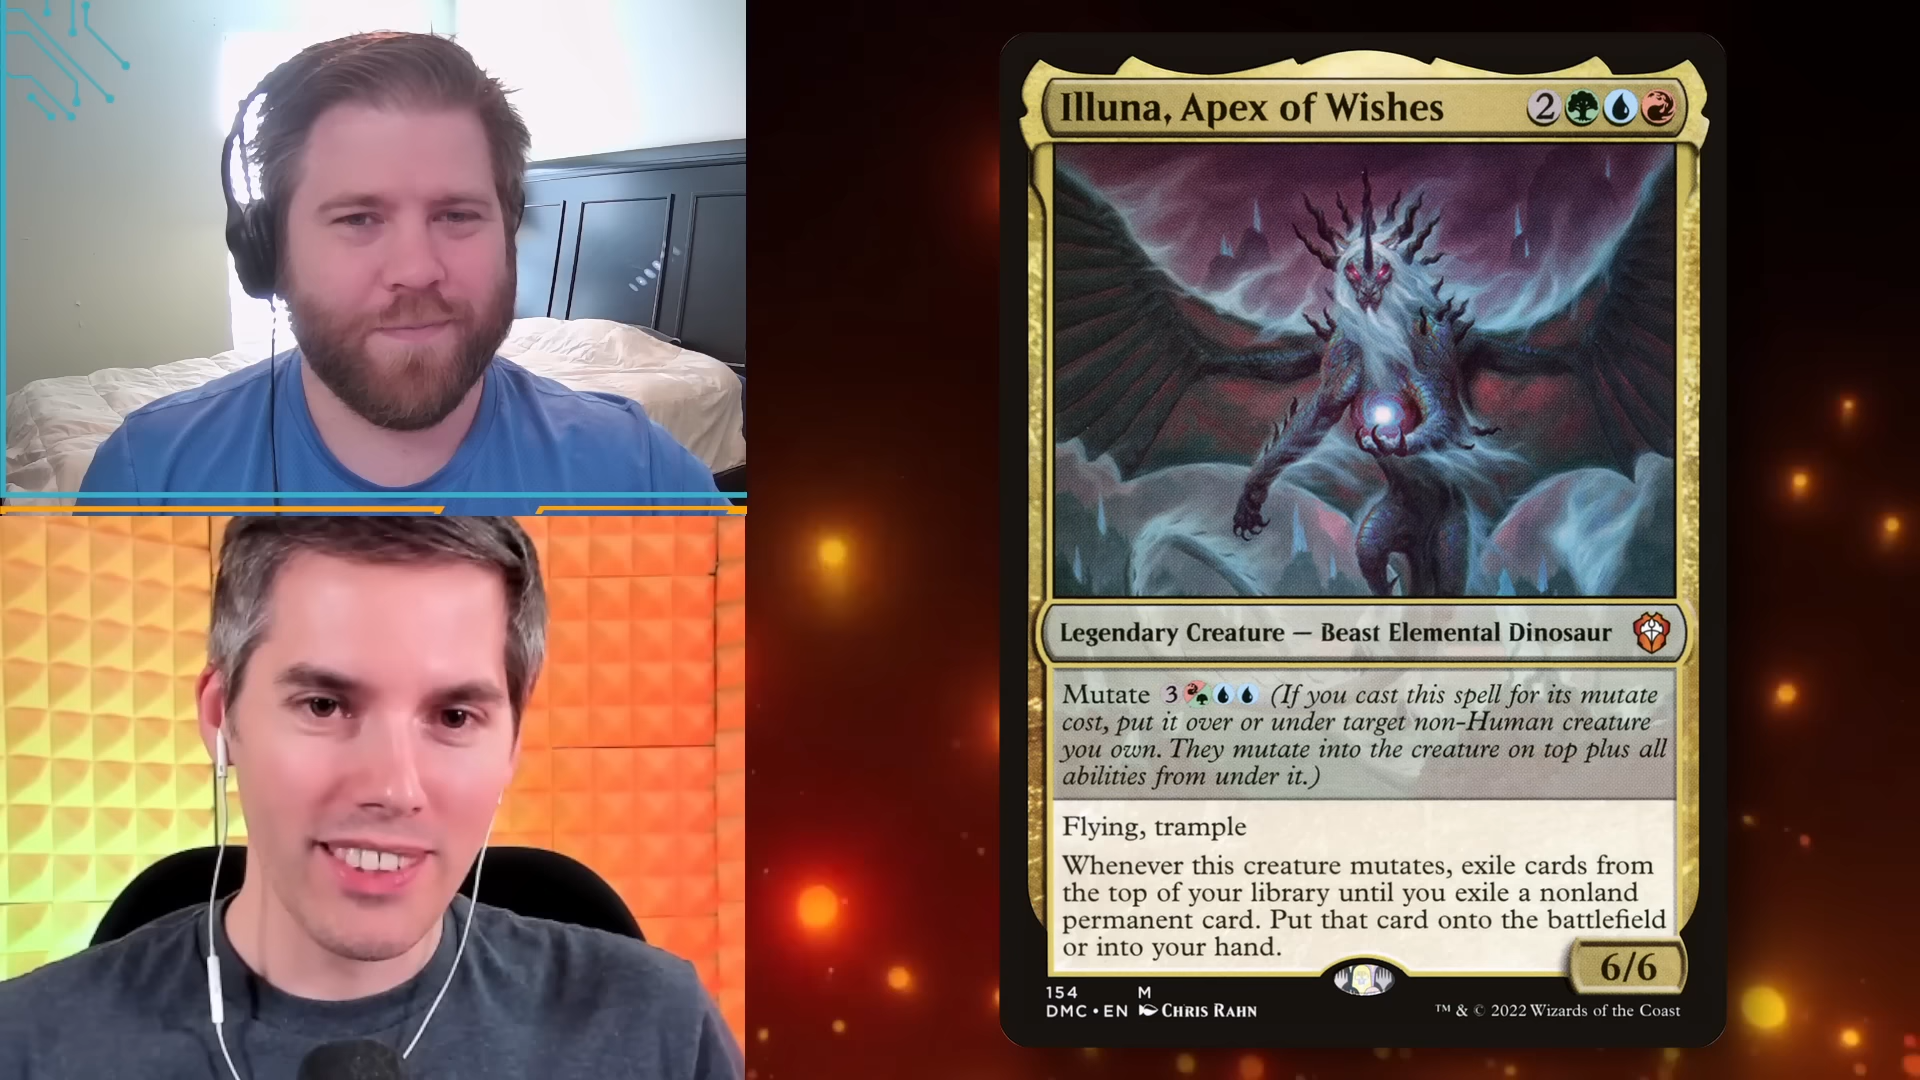 Illuna, Apex of Wishes 2
Legendary Creature — Beast Elemental Dinosaur
Mutate 3 (If you cast this spell for its mutate
cost, put it over or under target non-Human creature
you own. They mutate into the creature on top plus all
abilities from under it.)
Flying, trample
Whenever this creature mutates, exile cards from
the top of your library until you exile a nonland
permanent card. Put that card onto the battlefield
or into your hand.
6/6
154 M
DMC • EN Chris Rahn ™ & © 2022 Wizards of the Coast